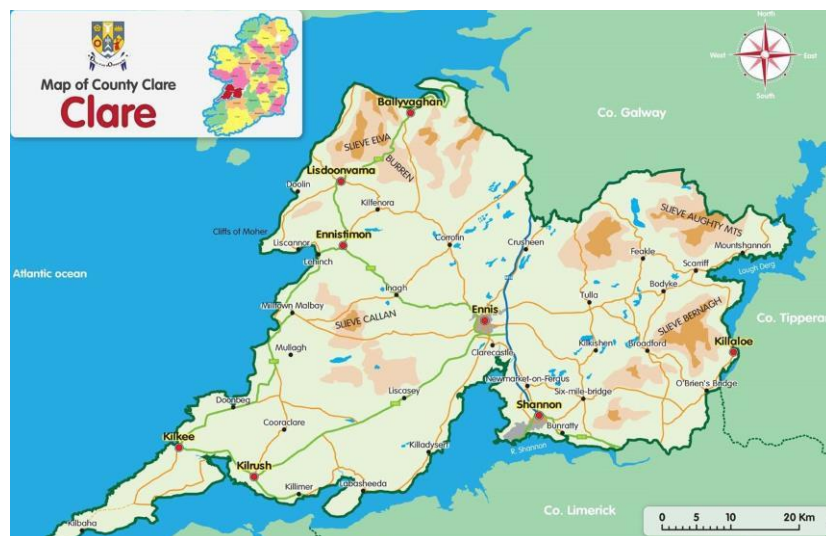 Map of County Clare
Clare
North
West
East
South
Co. Galway
Ballyvaghan
SLIEVE ELVA
BURREN
Lisdoonvarna
Doolin
Kilfenora
SLIEVE AUGHTY MTS
Cliffs of Moher
Ennistimon
Liscannor
Lehinch
Corrofin
Crusheen
Feakle
Mountshannon
Scarriff
Lough Derg
Atlantic ocean
Inagh
Bodyke
Tulla
Milltown Malbay
Ennis
SLIEVE CALLAN
SLIEVE BERNAGH
Co. Tipperar
Mullagh
Clarecastle
Kilkishen
Broadford
Killaloe
Newmarket-on-Fergus
O'Brien's Bridge
Liscasey
Six-mile-bridge
Doonbeg
Shannon
Cooraclare
Bunratty
Kilkee
Killadysert
R. Shannon
Kilrush
Killimer
Labasheeda
Co. Limerick
Kilbaha
0 5 10 20 Km